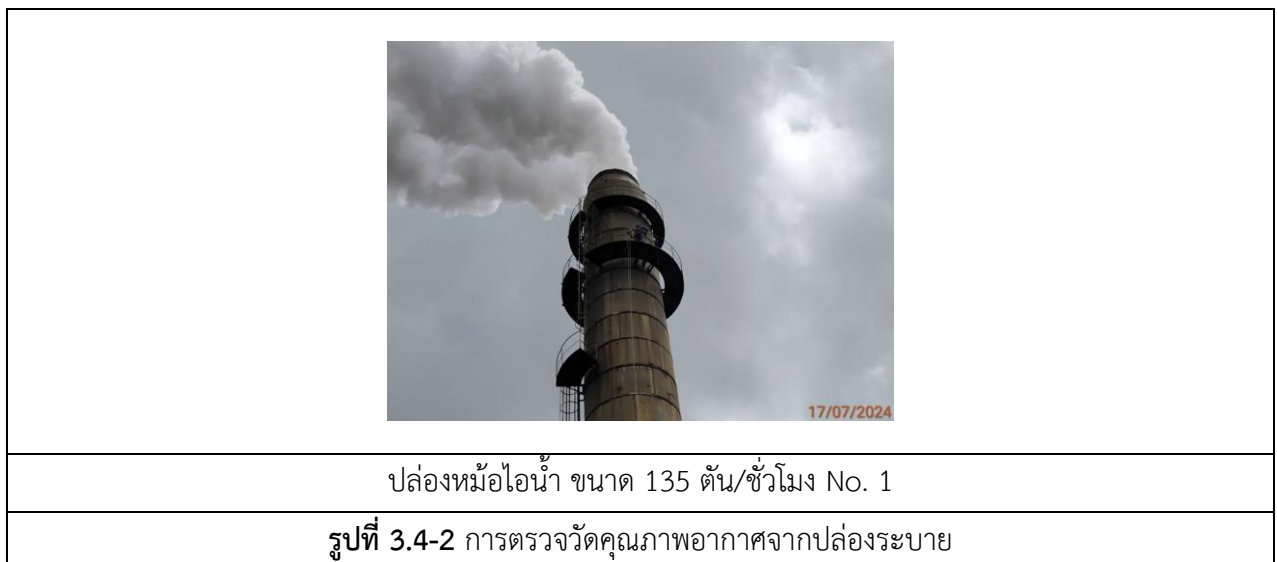 17/07/2024
ปล่องหม้อไอน้ำ ขนาด 135 ตัน/ชั่วโมง No. 1
รูปที่ 3.4-2 การตรวจวัดคุณภาพอากาศจากปล่องระบาย